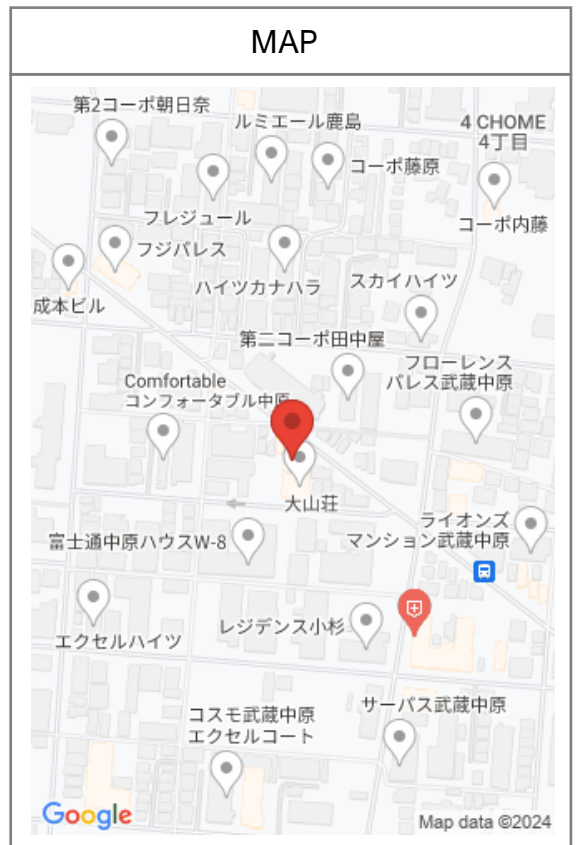 MAP
第2コーポ朝日奈
ルミエール鹿島
4 CHOME
4丁目
コーポ藤原
フレジュール
コーポ内藤
フジパレス
ハイツカナハラ
スカイハイツ
成本ビル
第二コーポ田中屋
フローレンス
パレス武蔵中原
Comfortable
コンフォータブル中原
大山荘
ライオンズ
マンション武蔵中原
富士通中原ハウスW-8
レジデンス小杉
エクセルハイツ
サーパス武蔵中原
コスモ武蔵中原
エクセルコート
Google
Map data ©2024